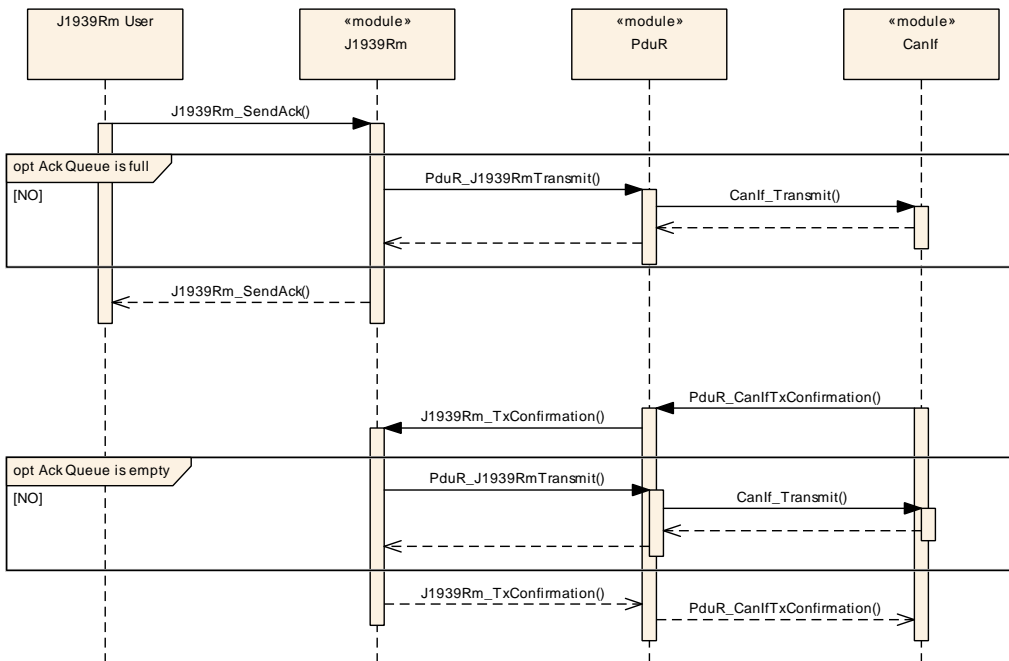 J1939Rm User
«module»
J1939Rm
«module»
PduR
«module»
CanIf
J1939Rm_SendAck()
opt Ack Queue is full
[NO]
PduR_J1939RmTransmit()
CanIf_Transmit()
J1939Rm_SendAck()
PduR_CanIfTxConfirmation()
J1939Rm_TxConfirmation()
opt Ack Queue is empty
[NO]
PduR_J1939RmTransmit()
CanIf_Transmit()
J1939Rm_TxConfirmation()
PduR_CanIfTxConfirmation()